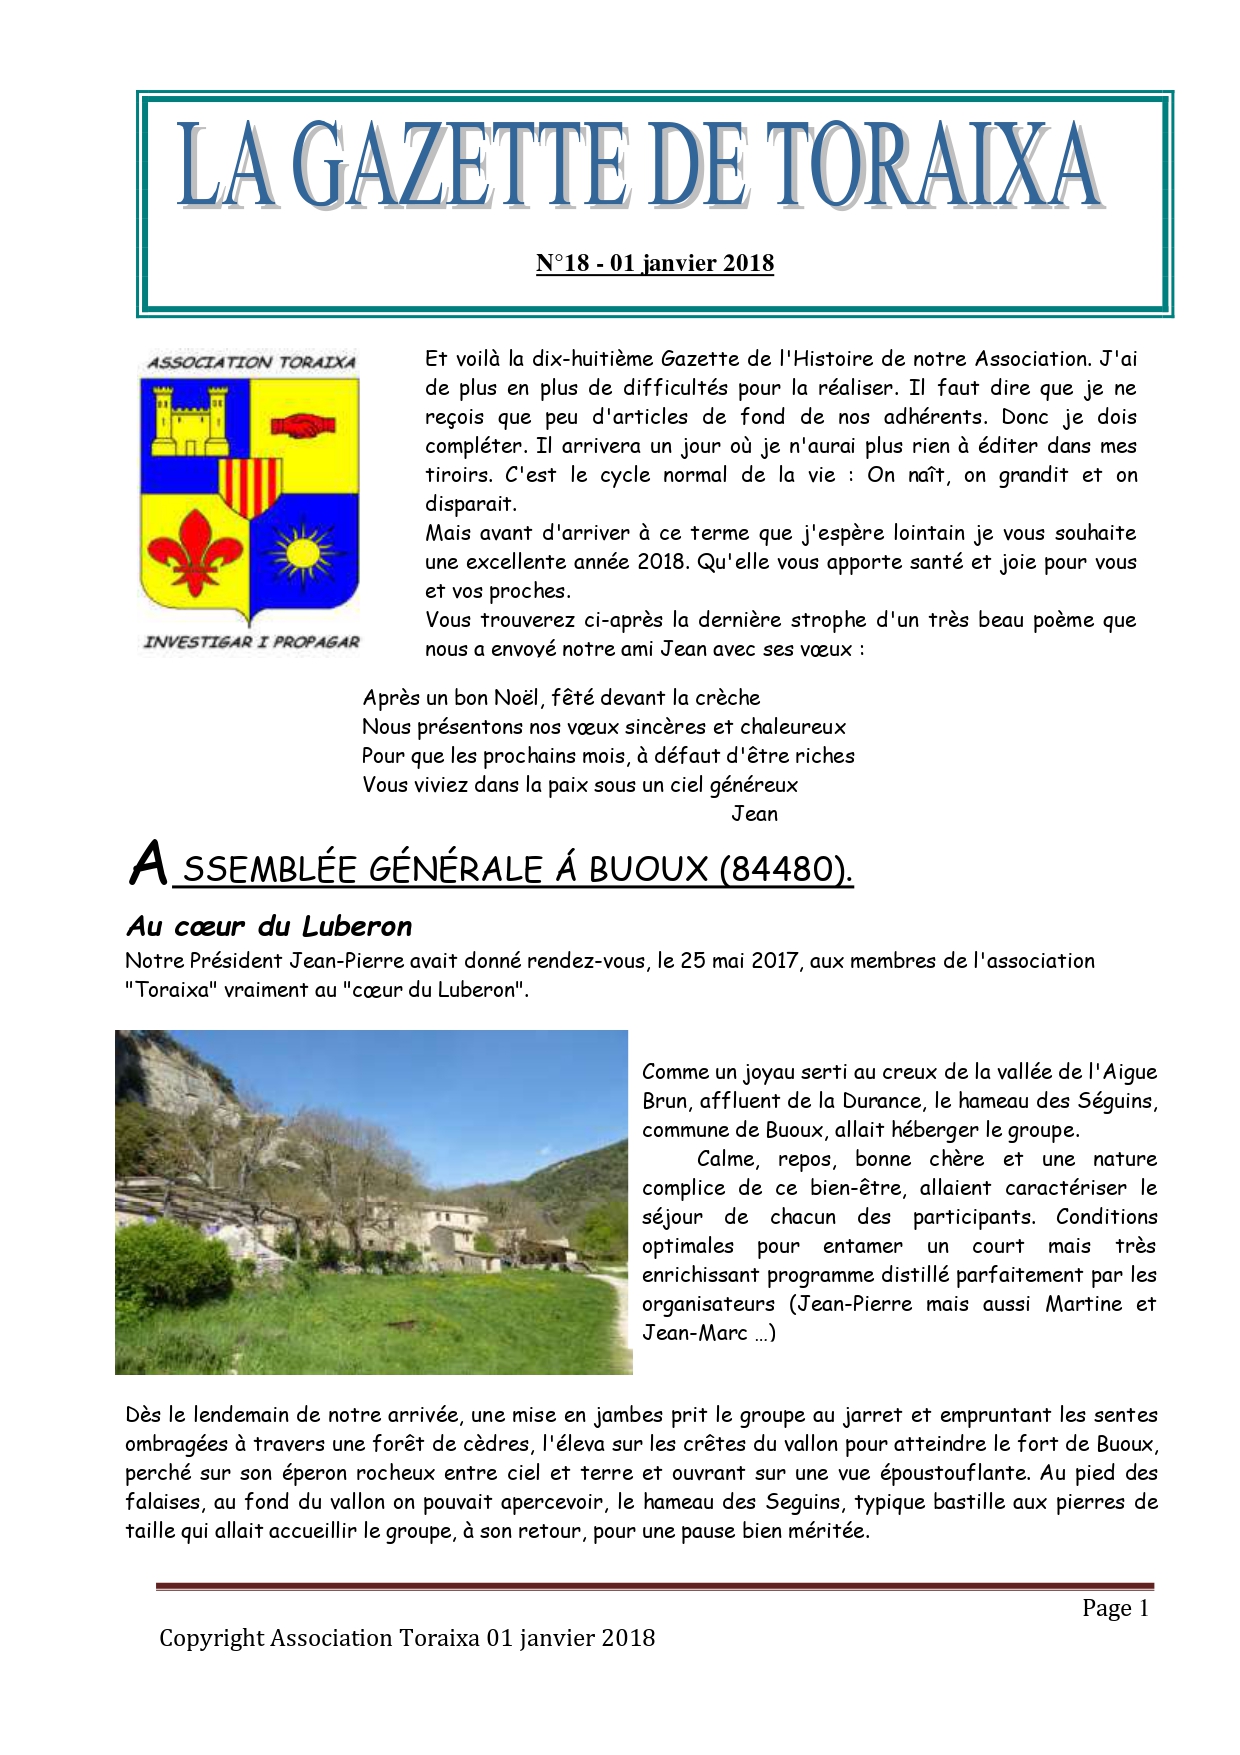 LA GAZETTE DE TORAIXA
N°18 - 01 janvier 2018
ASSOCIATION TORAIXA
INVESTIGAR I PROPAGAR
Et voilà la dix-huitième Gazette de l'Histoire de notre Association. J'ai
de plus en plus de difficultés pour la réaliser. Il faut dire que je ne
reçois que peu d'articles de fond de nos adhérents. Donc je dois
compléter. Il arrivera un jour où je n'aurai plus rien à éditer dans mes
tiroirs. C'est le cycle normal de la vie : On naît, on grandit et on
disparait.
Mais avant d'arriver à ce terme que j'espère lointain je vous souhaite
une excellente année 2018. Qu'elle vous apporte santé et joie pour vous
et vos proches.
Vous trouverez ci-après la dernière strophe d'un très beau poème que
nous a envoyé notre ami Jean avec ses vœux :
Après un bon Noël, fêté devant la crèche
Nous présentons nos vœux sincères et chaleureux
Pour que les prochains mois, à défaut d'être riches
Vous viviez dans la paix sous un ciel généreux
Jean
A SSEMBLÉE GÉNÉRALE Á BUOUX (84480).
Au cœur du Luberon
Notre Président Jean-Pierre avait donné rendez-vous, le 25 mai 2017, aux membres de l'association
"Toraixa" vraiment au "cœur du Luberon".
Comme un joyau serti au creux de la vallée de l'Aigue
Brun, affluent de la Durance, le hameau des Séguins,
commune de Buoux, allait héberger le groupe.
Calme, repos, bonne chère et une nature
complice de ce bien-être, allaient caractériser le
séjour de chacun des participants. Conditions
optimales pour entamer un court mais très
enrichissant programme distillé parfaitement par les
organisateurs (Jean-Pierre mais aussi Martine et
Jean-Marc …)
Dès le lendemain de notre arrivée, une mise en jambes prit le groupe au jarret et empruntant les sentes
ombragées à travers une forêt de cèdres, l'éleva sur les crêtes du vallon pour atteindre le fort de Buoux,
perché sur son éperon rocheux entre ciel et terre et ouvrant sur une vue époustouflante. Au pied des
falaises, au fond du vallon on pouvait apercevoir, le hameau des Seguins, typique bastille aux pierres de
taille qui allait accueillir le groupe, à son retour, pour une pause bien méritée.
Page 1
Copyright Association Toraixa 01 janvier 2018